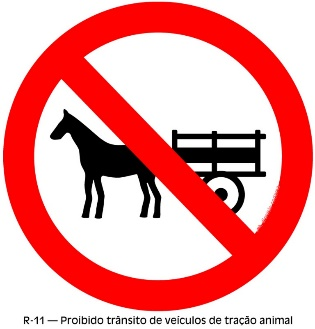 R-11 — Proibido trânsito de veículos de tração animal